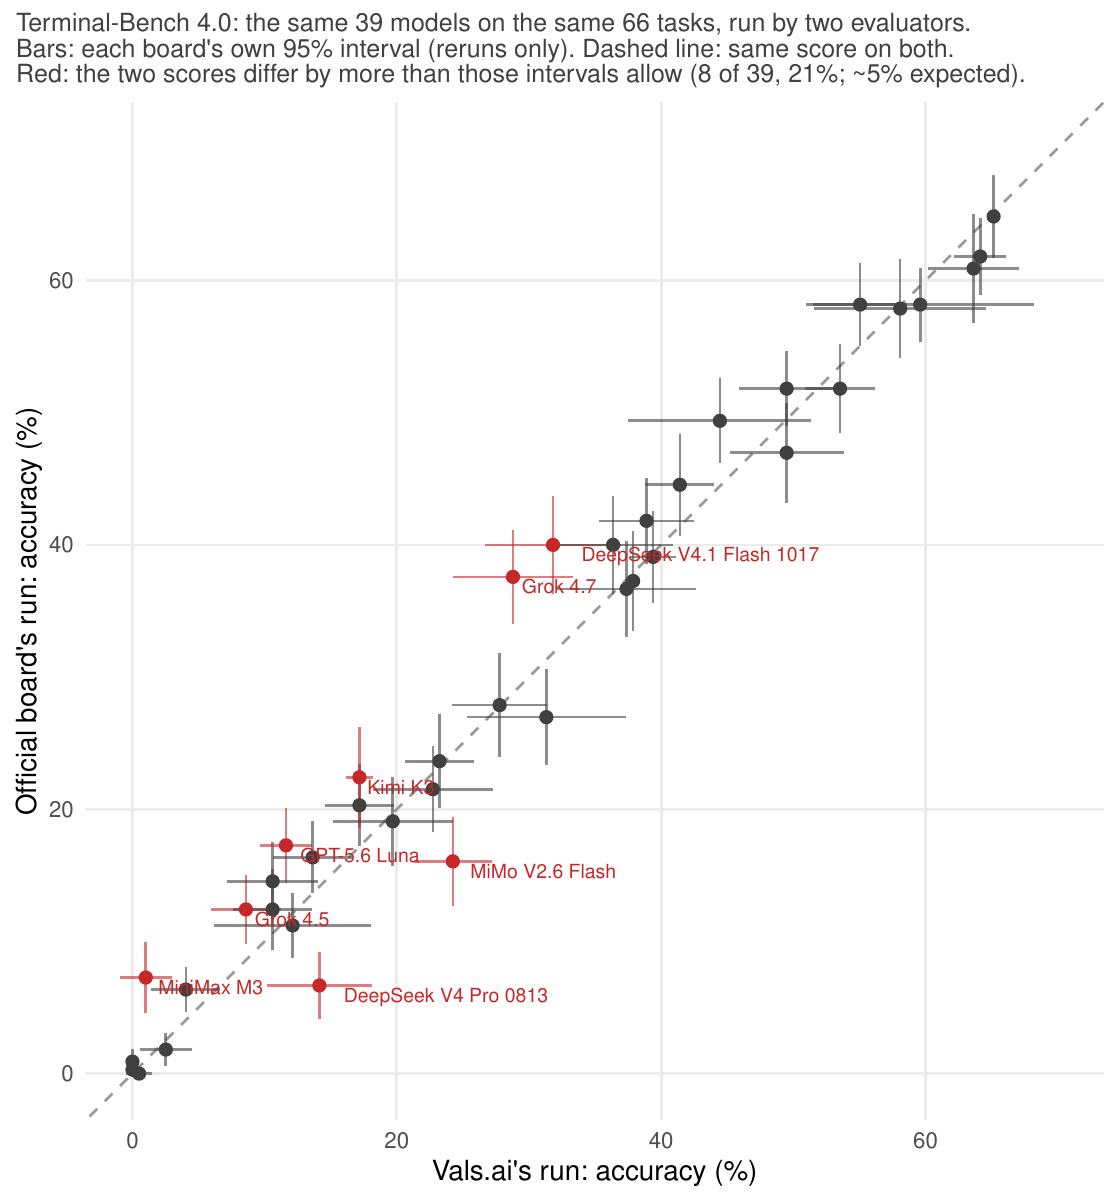 Terminal-Bench 4.0: the same 39 models on the same 66 tasks, run by two evaluators.
Bars: each board's own 95% interval (reruns only). Dashed line: same score on both.
Red: the two scores differ by more than those intervals allow (8 of 39, 21%; ~5% expected).
Official board's run: accuracy (%)
60
40
20
0
DeepSeek V4.1 Flash 1017
Grok 4.7
Kimi K3
GPT-5.6 Luna
MiMo V2.6 Flash
Grok 4.5
MiniMax M3
DeepSeek V4 Pro 0813
0
20
40
60
Vals.ai's run: accuracy (%)